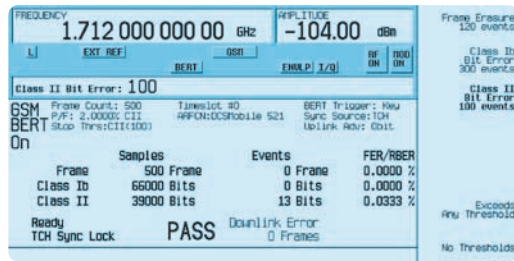 FREQUENCY
1.712 000 000 00 GHz
AMPLITUDE
-104.00 dBm
L EXT REF GSM RF ON MOD ON
BERT ENVLP I/Q
Class II Bit Error: 100
GSM BERT On
Frame Count: 500 Timeslot #0 BERT Trigger: Key
P/F: 2.0000% CII ARFCN:DCSMobile 521 Sync Source:TCH
Stop Thrs:CII(100) Uplink Adv: 0bit
Samples Events FER/RBER
Frame 500 Frame 0 Frame 0.0000 %
Class Ib 66000 Bits 0 Bits 0.0000 %
Class II 39000 Bits 13 Bits 0.0333 %
Ready
TCH Sync Lock
PASS
Downlink Error
0 Frames
Frame Erasure
120 events
Class Ib
Bit Error
300 events
Class II
Bit Error
100 events
Exceeds
Any Threshold
No Thresholds